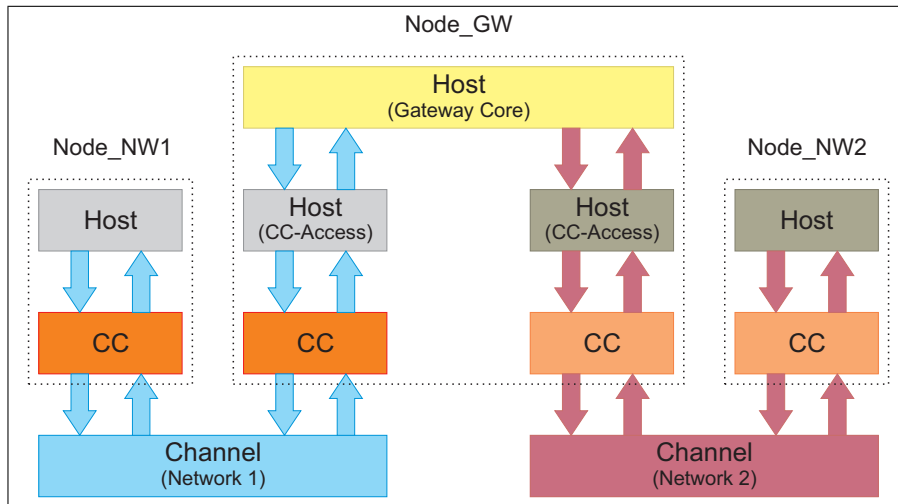 Node_GW
Host
(Gateway Core)
Node_NW1
Node_NW2
Host
Host
(CC-Access)
Host
(CC-Access)
Host
CC
CC
CC
CC
Channel
(Network 1)
Channel
(Network 2)